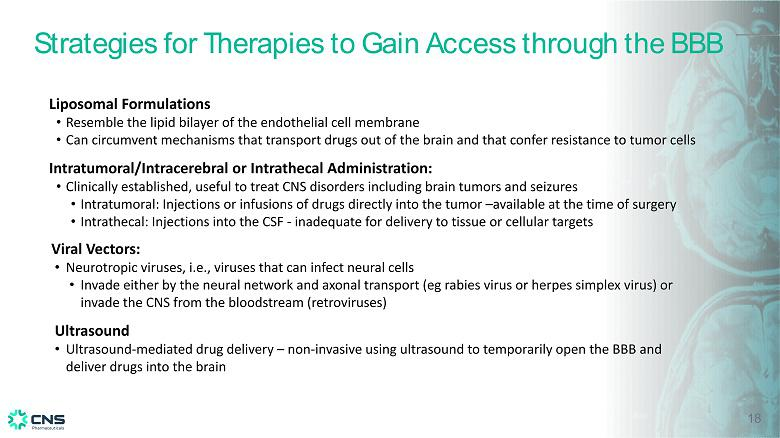 Strategies for Therapies to Gain Access through the BBB
Liposomal Formulations
• Resemble the lipid bilayer of the endothelial cell membrane
• Can circumvent mechanisms that transport drugs out of the brain and that confer resistance to tumor cells
Intratumoral/Intracerebral or Intrathecal Administration:
• Clinically established, useful to treat CNS disorders including brain tumors and seizures
• Intratumoral: Injections or infusions of drugs directly into the tumor –available at the time of surgery
• Intrathecal: Injections into the CSF - inadequate for delivery to tissue or cellular targets
Viral Vectors:
• Neurotropic viruses, i.e., viruses that can infect neural cells
• Invade either by the neural network and axonal transport (eg rabies virus or herpes simplex virus) or
invade the CNS from the bloodstream (retroviruses)
Ultrasound
• Ultrasound-mediated drug delivery – non-invasive using ultrasound to temporarily open the BBB and
deliver drugs into the brain
CNS
Pharmaceuticals
18